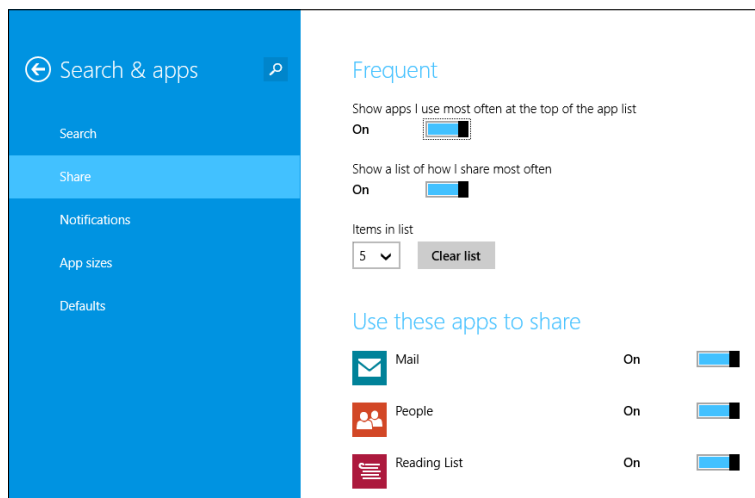 Search & apps
Search
Share
Notifications
App sizes
Defaults
Frequent
Show apps I use most often at the top of the app list
On
Show a list of how I share most often
On
Items in list
5
Clear list
Use these apps to share
Mail On
People On
Reading List On